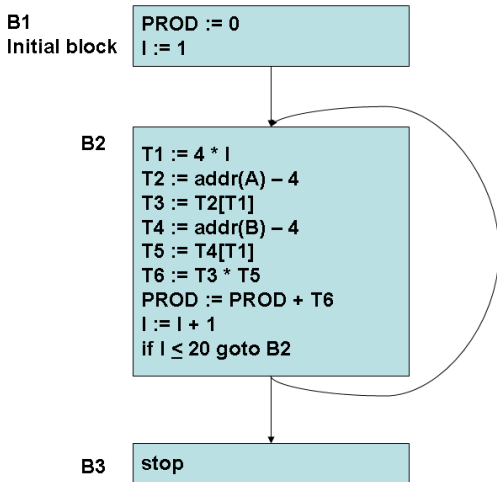 B1
Initial block
PROD := 0
I := 1
B2
T1 := 4 * I
T2 := addr(A) – 4
T3 := T2[T1]
T4 := addr(B) – 4
T5 := T4[T1]
T6 := T3 * T5
PROD := PROD + T6
I := I + 1
if I ≤ 20 goto B2
B3
stop